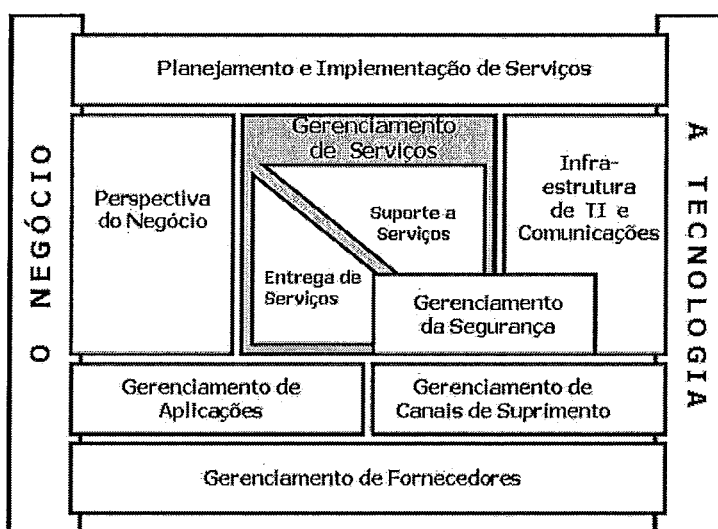 O NEGÓCIO
Planejamento e Implementação de Serviços
Perspectiva
do Negócio
Gerenciamento
de Serviços
Suporte a
Serviços
Entrega de
Serviços
Gerenciamento
da Segurança
Infra-
estrutura
de TI e
Comunicações
Gerenciamento de
Aplicações
Gerenciamento de
Canais de Suprimento
Gerenciamento de Fornecedores
A TECNOLOGIA